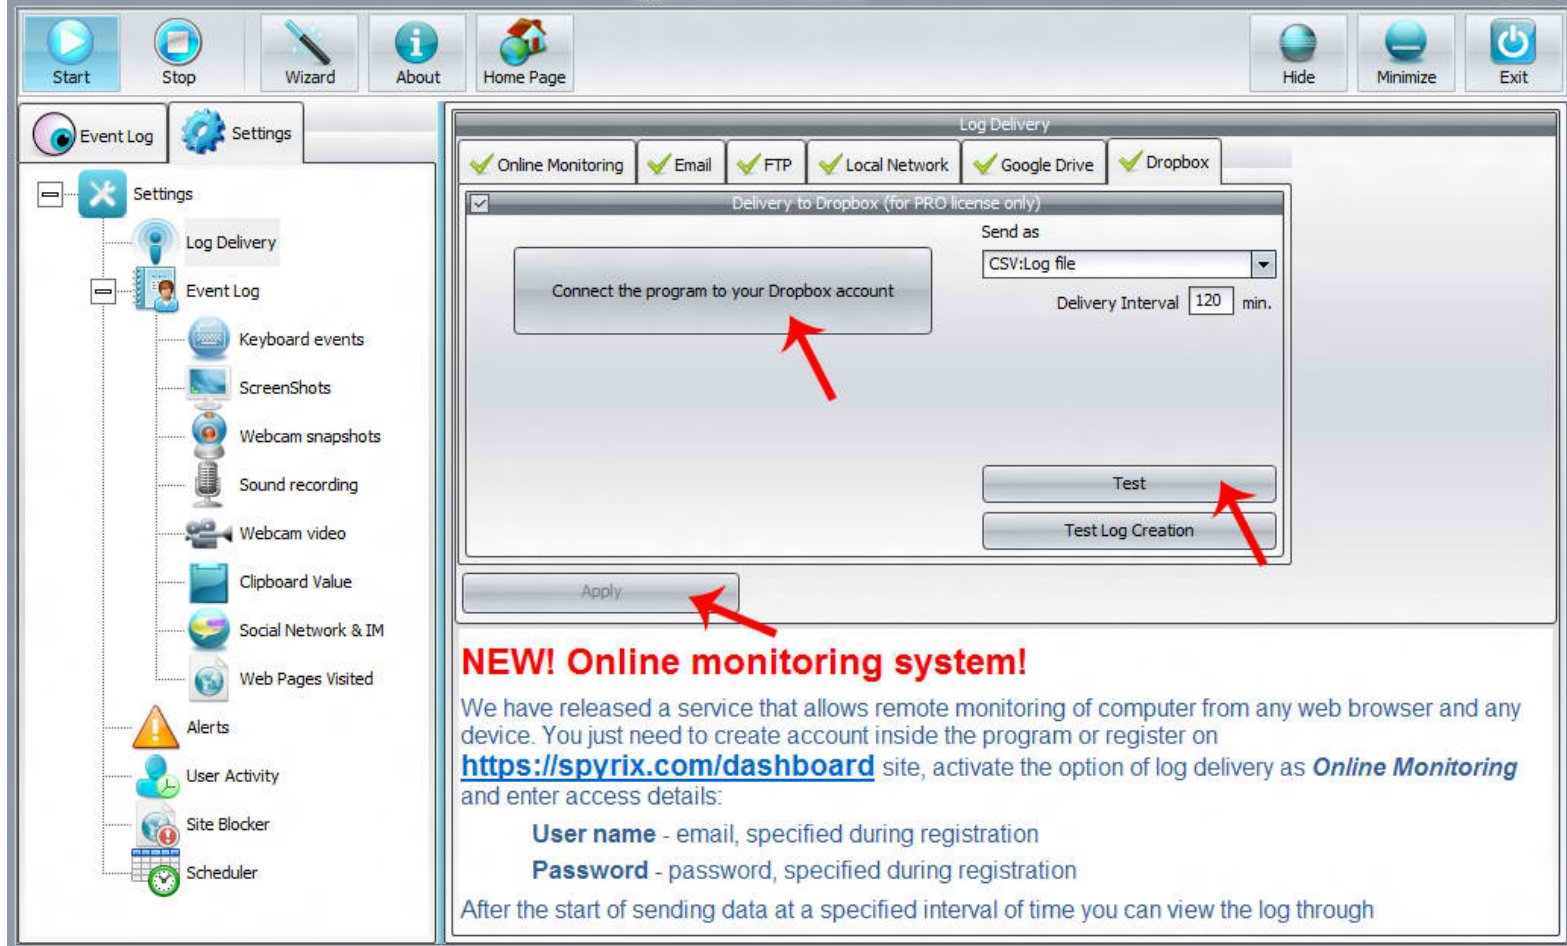 Start
Stop
Wizard
About
Home Page
Hide
Minimize
Exit
Event Log
Settings
Settings
Log Delivery
Event Log
Keyboard events
ScreenShots
Webcam snapshots
Sound recording
Webcam video
Clipboard Value
Social Network & IM
Web Pages Visited
Alerts
User Activity
Site Blocker
Scheduler
Log Delivery
Online Monitoring
Email
FTP
Local Network
Google Drive
Dropbox
Delivery to Dropbox (for PRO license only)
Connect the program to your Dropbox account
Send as
CSV:Log file
Delivery Interval 120 min.
Test
Test Log Creation
Apply
NEW! Online monitoring system!
We have released a service that allows remote monitoring of computer from any web browser and any
device. You just need to create account inside the program or register on
https://spyrix.com/dashboard site, activate the option of log delivery as Online Monitoring
and enter access details:
User name - email, specified during registration
Password - password, specified during registration
After the start of sending data at a specified interval of time you can view the log through